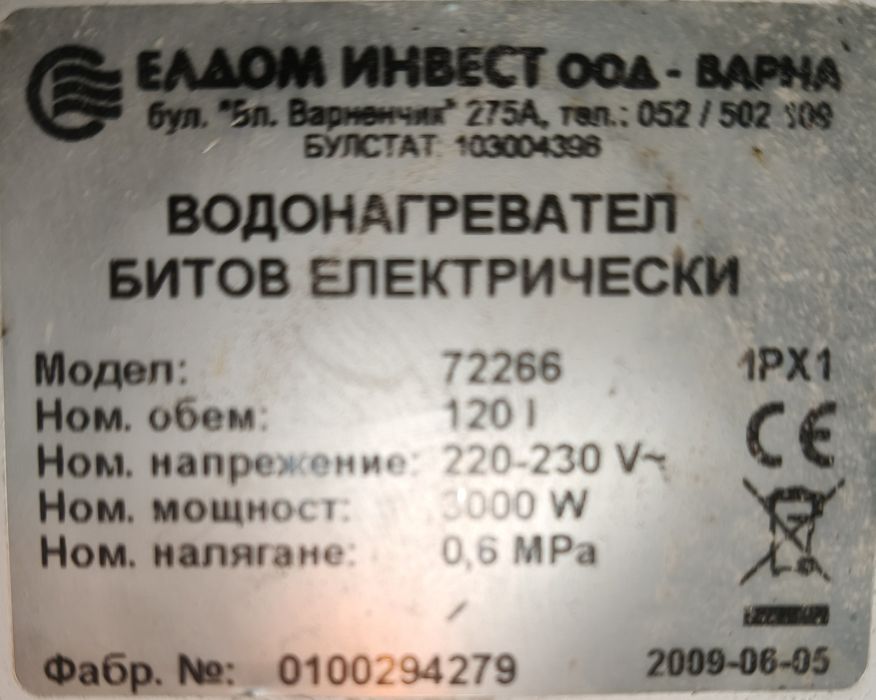 ЕЛДОМ ИНВЕСТ ООД - ВАРНА
бул. "Вл. Варненчик" 275А, тел.: 052 / 502
БУЛСТАТ: 103004396
ВОДОНАГРЕВАТЕЛ
БИТОВ ЕЛЕКТРИЧЕСКИ
Модел: 72266 1PX1
Ном. обем: 120 l
Ном. напрежение: 220-230 V~
Ном. мощност: 3000 W
Ном. налягане: 0,6 MPa
Фабр. №: 0100294279 2009-06-05